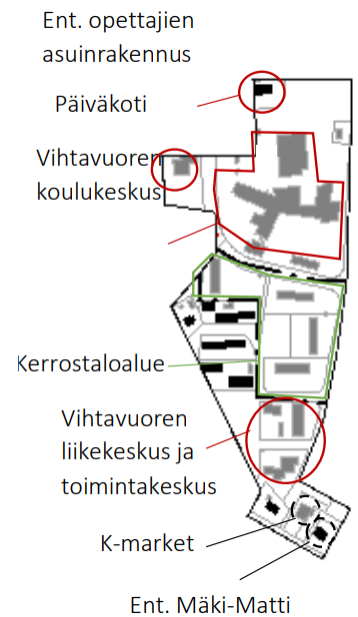 Ent. opettajien
asuinrakennus
Päiväkoti
Vihtavuoren
koulukeskus
Kerrostaloalue
Vihtavuoren
liikekeskus ja
toimintakeskus
K-market
Ent. Mäki-Matti